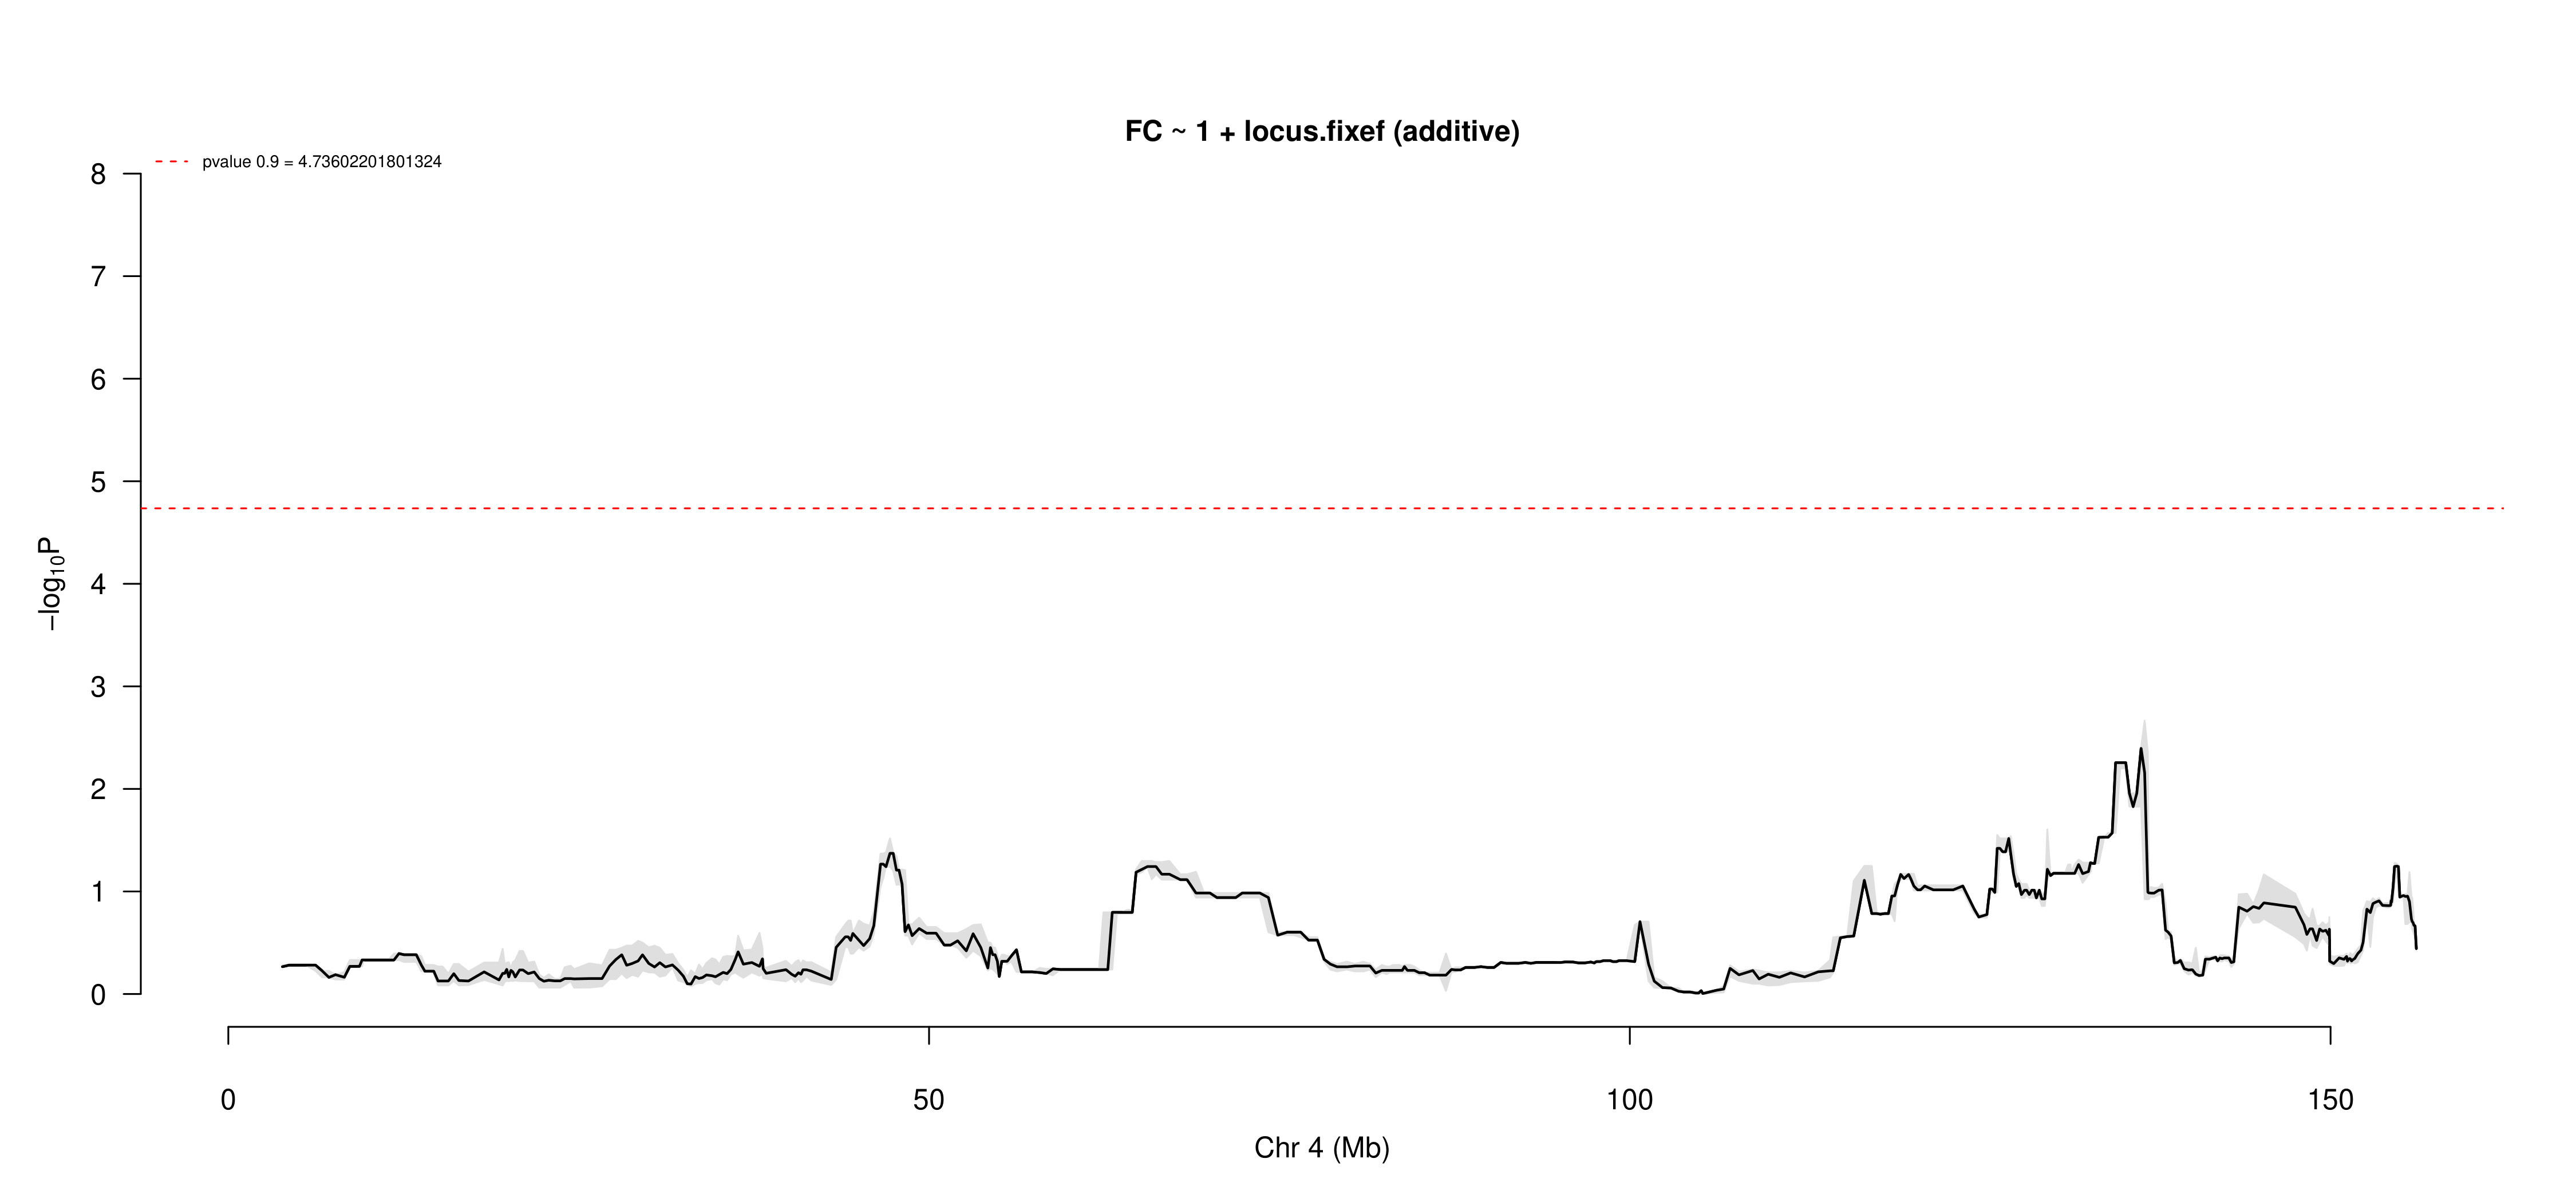 FC ~ 1 + locus.fixef (additive)
pvalue 0.9 = 4.73602201801324
8
7
6
5
4
3
2
1
0
−log10P
0 50 100 150
Chr 4 (Mb)